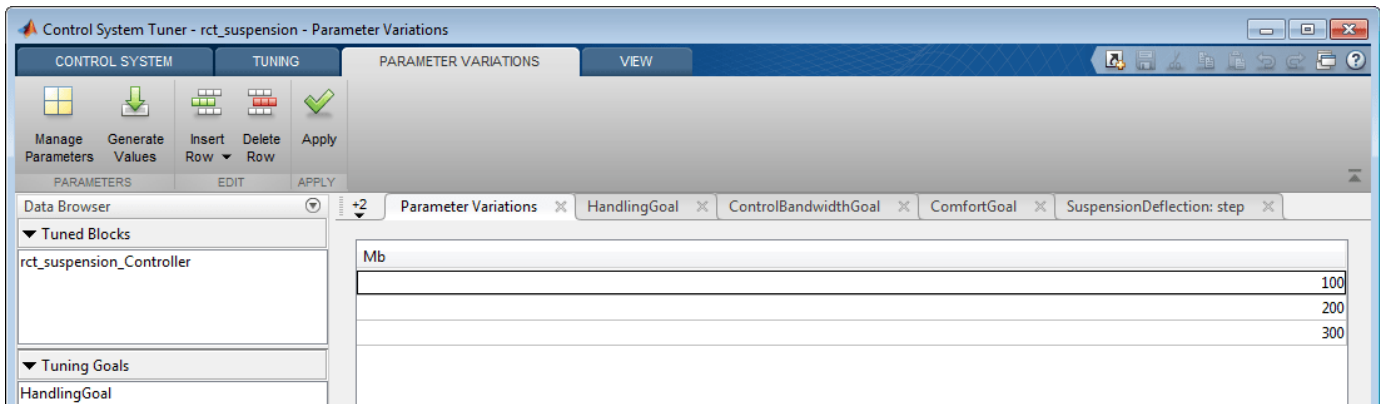 Control System Tuner - rct_suspension - Parameter Variations
CONTROL SYSTEM TUNING PARAMETER VARIATIONS VIEW
Manage Generate Insert Delete Apply
Parameters Values Row Row
PARAMETERS EDIT APPLY
Data Browser +2 Parameter Variations HandlingGoal ControlBandwidthGoal ComfortGoal SuspensionDeflection: step
Tuned Blocks
rct_suspension_Controller
Mb
100
200
300
Tuning Goals
HandlingGoal